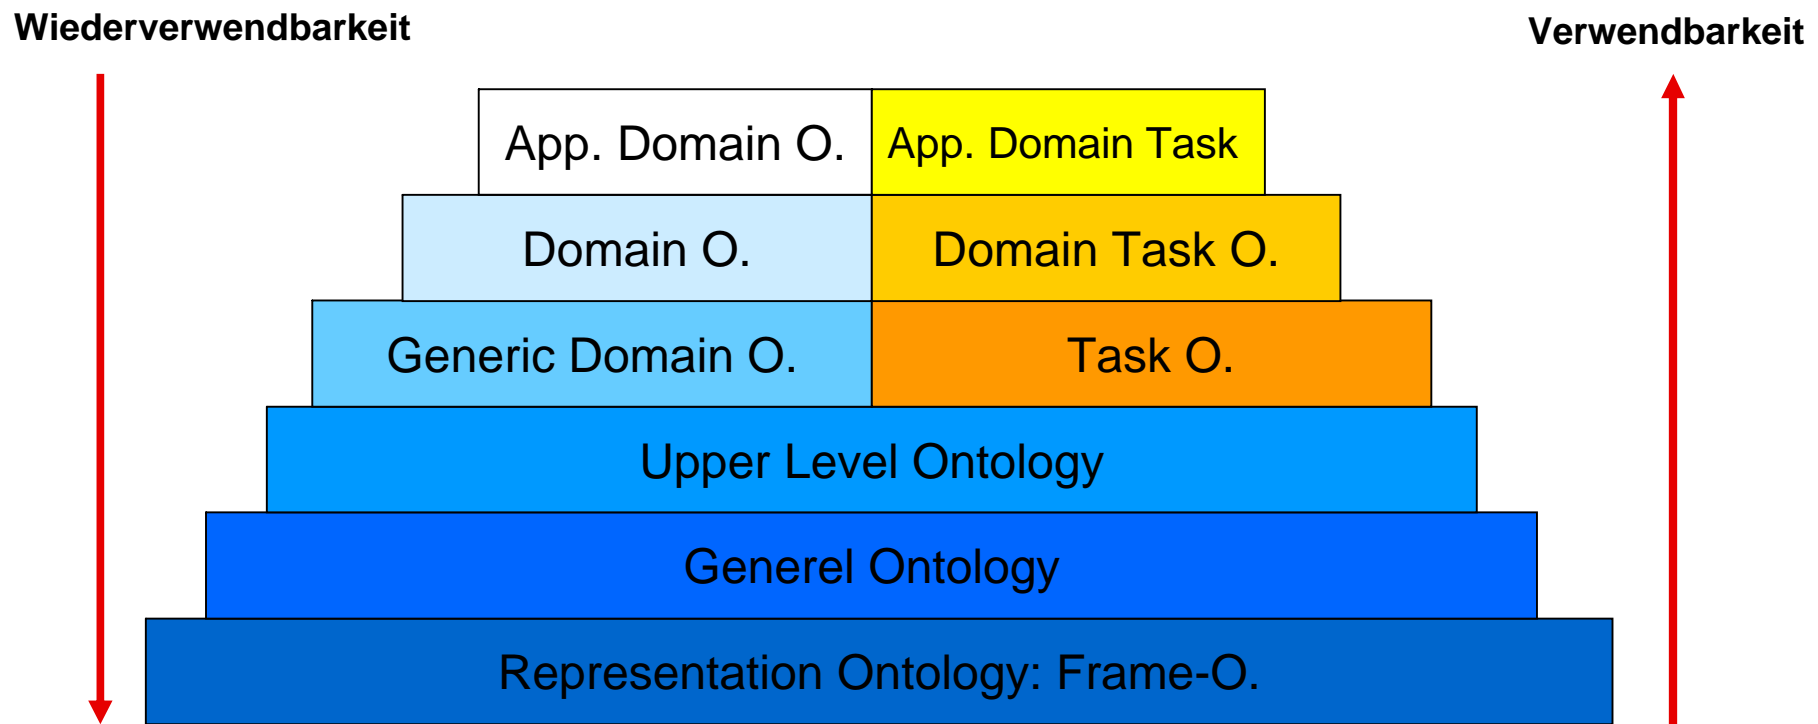 Wiederverwendbarkeit
Verwendbarkeit
App. Domain O.
App. Domain Task
Domain O.
Domain Task O.
Generic Domain O.
Task O.
Upper Level Ontology
Generel Ontology
Representation Ontology: Frame-O.